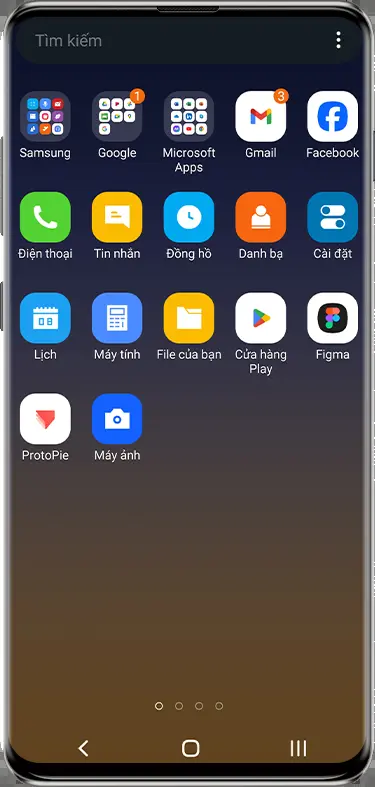 Tìm kiếm
1
3
Samsung
Google
Microsoft
Apps
Gmail
Facebook
Điện thoại
Tin nhắn
Đồng hồ
Danh bạ
Cài đặt
08
Lịch
Máy tính
File của bạn
Cửa hàng
Play
Figma
ProtoPie
Máy ảnh